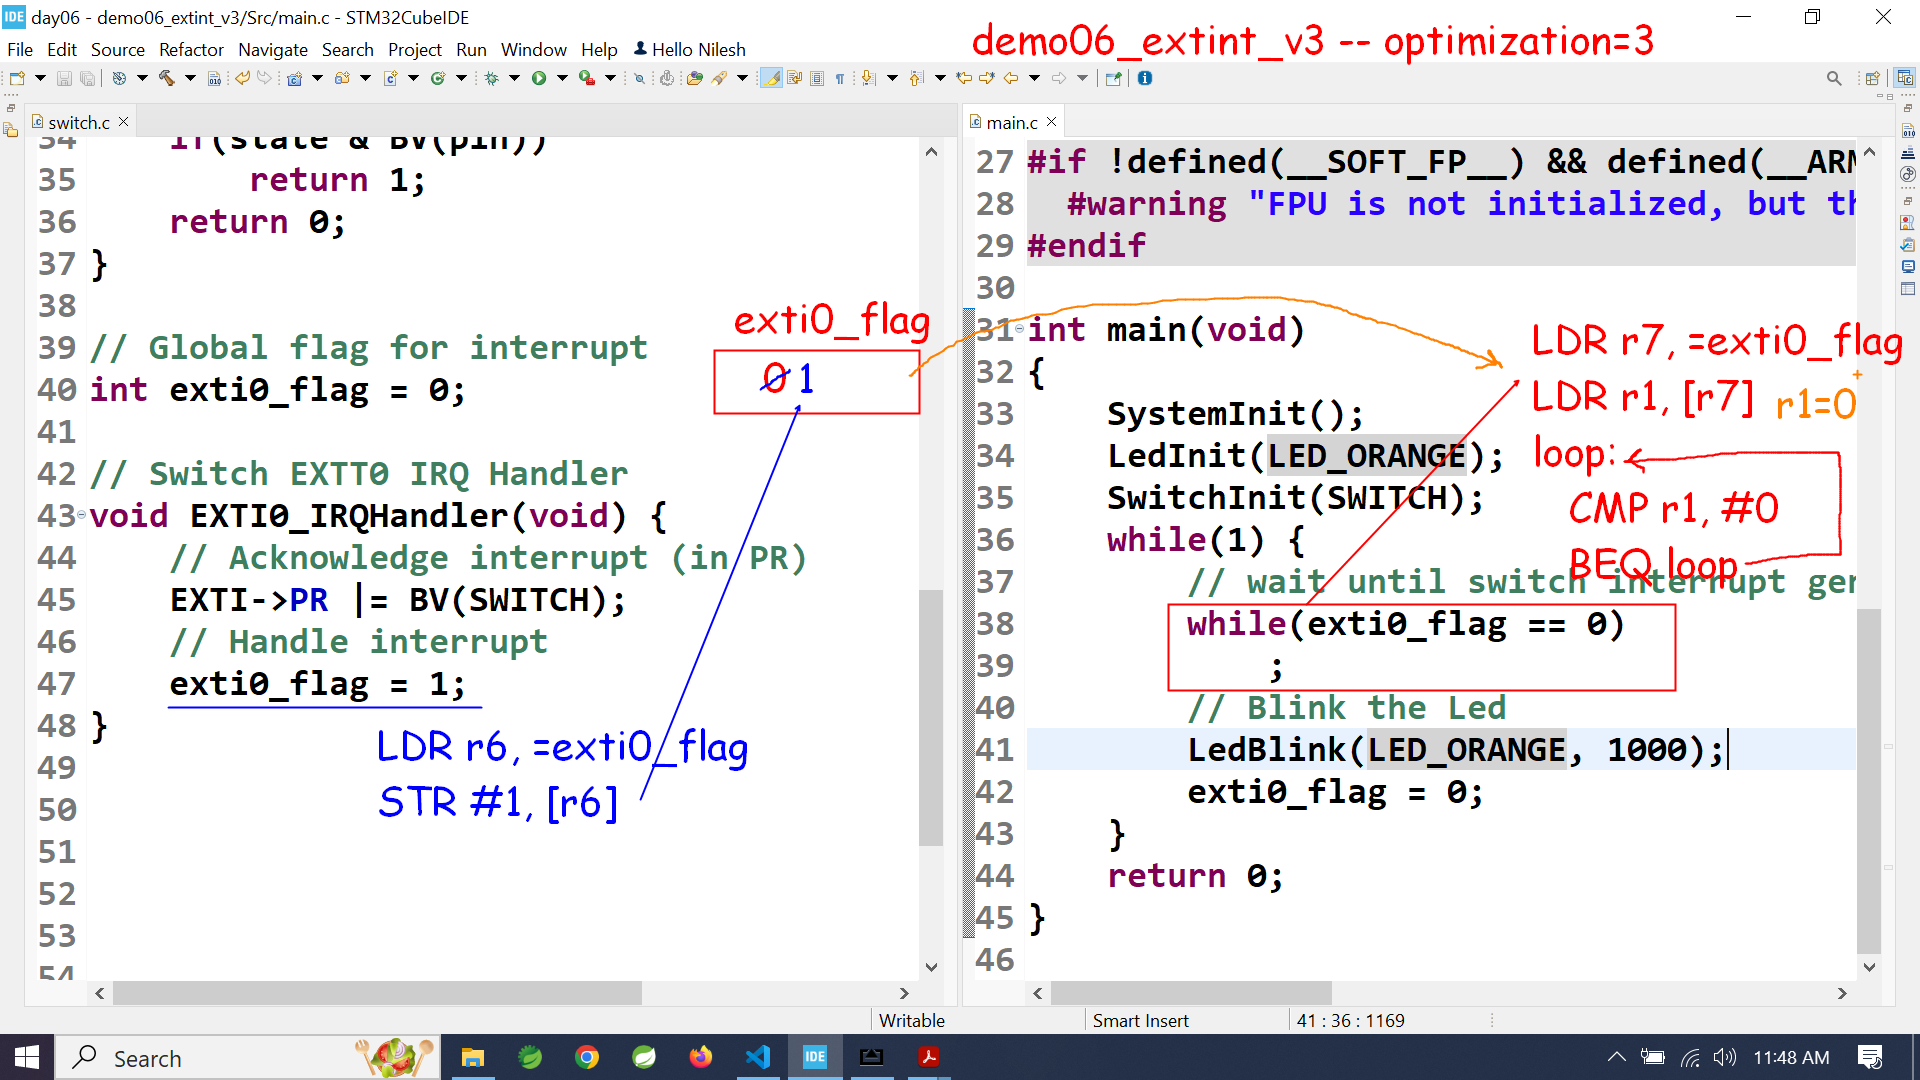 day06 - demo06_extint_v3/Src/main.c - STM32CubeIDE
File Edit Source Refactor Navigate Search Project Run Window Help Hello Nilesh
demo06_extint_v3 -- optimization=3
switch.c
34 if(state & BV(pin))
35 return 1;
36 return 0;
37 }
38
39 // Global flag for interrupt
40 int exti0_flag = 0;
41
42 // Switch EXTT0 IRQ Handler
43 void EXTI0_IRQHandler(void) {
44 // Acknowledge interrupt (in PR)
45 EXTI->PR |= BV(SWITCH);
46 // Handle interrupt
47 exti0_flag = 1;
48 }
49
50
51
52
53
54
exti0_flag
0 1
LDR r6, =exti0_flag
STR #1, [r6]
main.c
27 #if !defined(__SOFT_FP__) && defined(__ARM
28 #warning "FPU is not initialized, but th
29 #endif
30
31 int main(void)
32 {
33 SystemInit();
34 LedInit(LED_ORANGE);
35 SwitchInit(SWITCH);
36 while(1) {
37 // wait until switch interrupt ger
38 while(exti0_flag == 0)
39 ;
40 // Blink the Led
41 LedBlink(LED_ORANGE, 1000);
42 exti0_flag = 0;
43 }
44 return 0;
45 }
46
LDR r7, =exti0_flag
LDR r1, [r7] r1=0
loop:
CMP r1, #0
BEQ loop
Writable Smart Insert 41 : 36 : 1169
Search IDE 11:48 AM